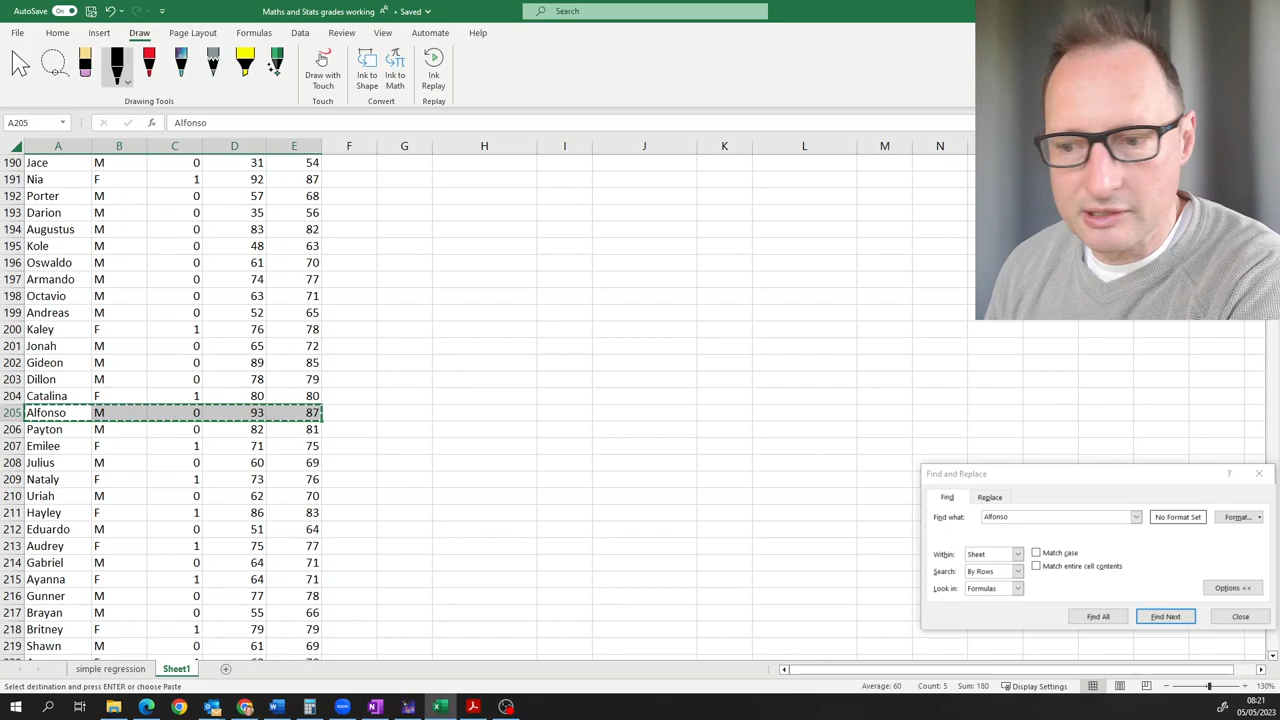 AutoSave On Maths and Stats grades working • Saved Search
File Home Insert Draw Page Layout Formulas Data Review View Automate Help
Draw with Touch Ink to Shape Ink to Math Ink Replay
Drawing Tools Touch Convert Replay
A205 fx Alfonso
A B C D E F G H I J K L M N
190 Jace M 0 31 54
191 Nia F 1 92 87
192 Porter M 0 57 68
193 Darion M 0 35 56
194 Augustus M 0 83 82
195 Kole M 0 48 63
196 Oswaldo M 0 61 70
197 Armando M 0 74 77
198 Octavio M 0 63 71
199 Andreas M 0 52 65
200 Kaley F 1 76 78
201 Jonah M 0 65 72
202 Gideon M 0 89 85
203 Dillon M 0 78 79
204 Catalina F 1 80 80
205 Alfonso M 0 93 87
206 Payton M 0 82 81
207 Emilee F 1 71 75
208 Julius M 0 60 69
209 Nataly F 1 73 76
210 Uriah M 0 62 70
211 Hayley F 1 86 83
212 Eduardo M 0 51 64
213 Audrey F 1 75 77
214 Gabriel M 0 64 71
215 Ayanna F 1 64 71
216 Gunner M 0 77 78
217 Brayan M 0 55 66
218 Britney F 1 79 79
219 Shawn M 0 61 69
Find and Replace ?
Find Replace
Find what: Alfonso No Format Set Format...
Within: Sheet Match case
Search: By Rows Match entire cell contents
Look in: Formulas Options <<
Find All Find Next Close
simple regression Sheet1
Select destination and press ENTER or choose Paste Average: 60 Count: 5 Sum: 180 Display Settings 130%
08:21
05/05/2023